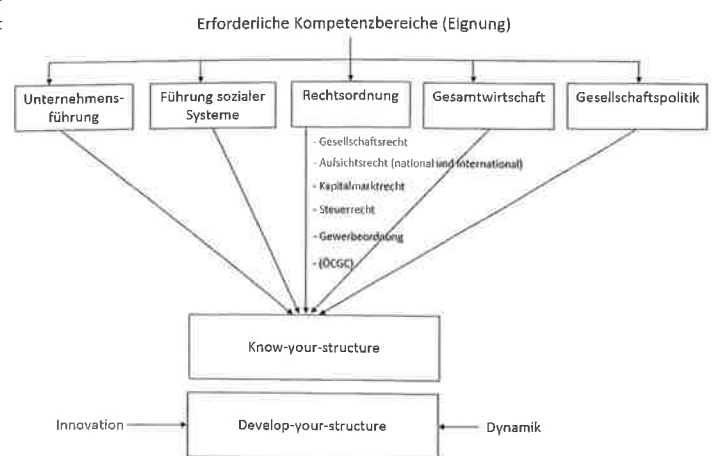 Erforderliche Kompetenzbereiche (Eignung)
Unternehmens-
führung
Führung sozialer
Systeme
Rechtsordnung
Gesamtwirtschaft
Gesellschaftspolitik
- Gesellschaftsrecht
- Aufsichtsrecht (national und international)
- Kapitalmarktrecht
- Steuerrecht
- Gewerbeordnung
- (ÖCGC)
Know-your-structure
Innovation
Develop-your-structure
Dynamik